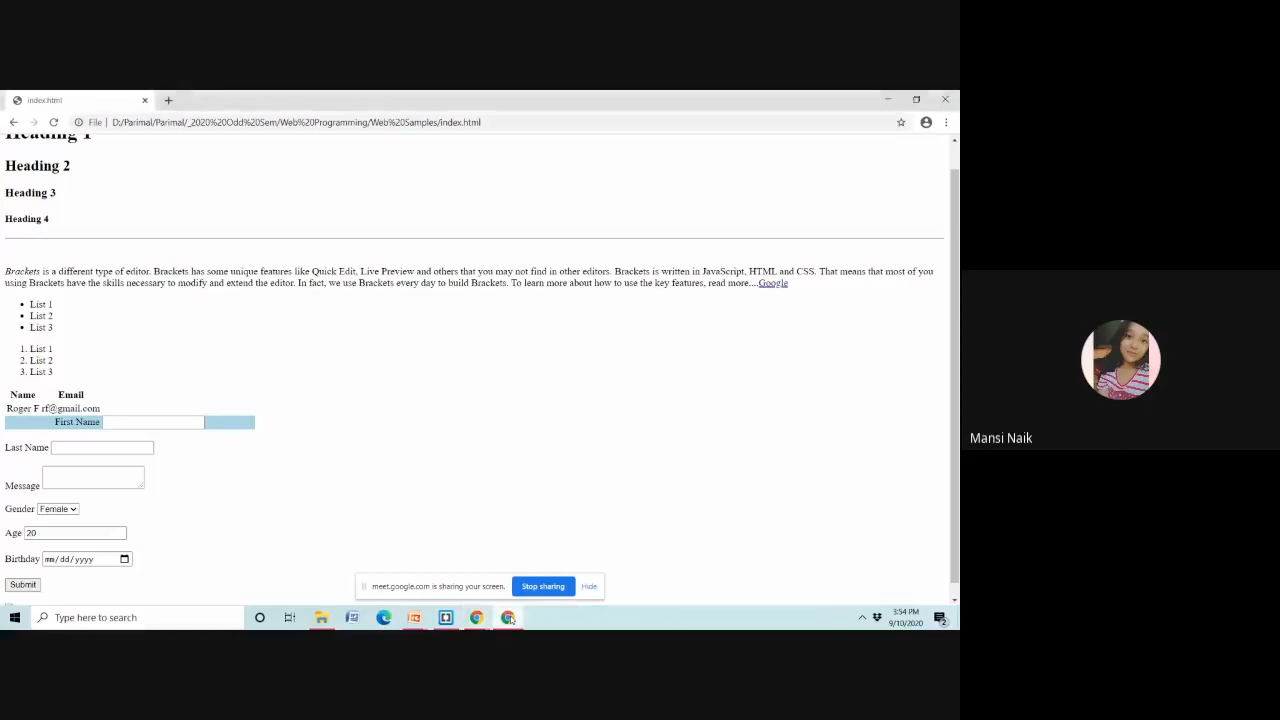 index.html
File
D:/Parimal/Parimal/_2020%20Odd%20Sem/Web%20Programming/Web%20Samples/index.html
Heading 1
Heading 2
Heading 3
Heading 4
Brackets is a different type of editor. Brackets has some unique features like Quick Edit, Live Preview and others that you may not find in other editors. Brackets is written in JavaScript, HTML and CSS. That means that most of you
using Brackets have the skills necessary to modify and extend the editor. In fact, we use Brackets every day to build Brackets. To learn more about how to use the key features, read more....Google
• List 1
• List 2
• List 3
1. List 1
2. List 2
3. List 3
Name Email
Roger F rf@gmail.com
First Name
Last Name
Message
Gender Female
Age 20
Birthday mm/dd/yyyy
Submit
meet.google.com is sharing your screen. Stop sharing Hide
Type here to search
3:54 PM
9/10/2020
2
Mansi Naik